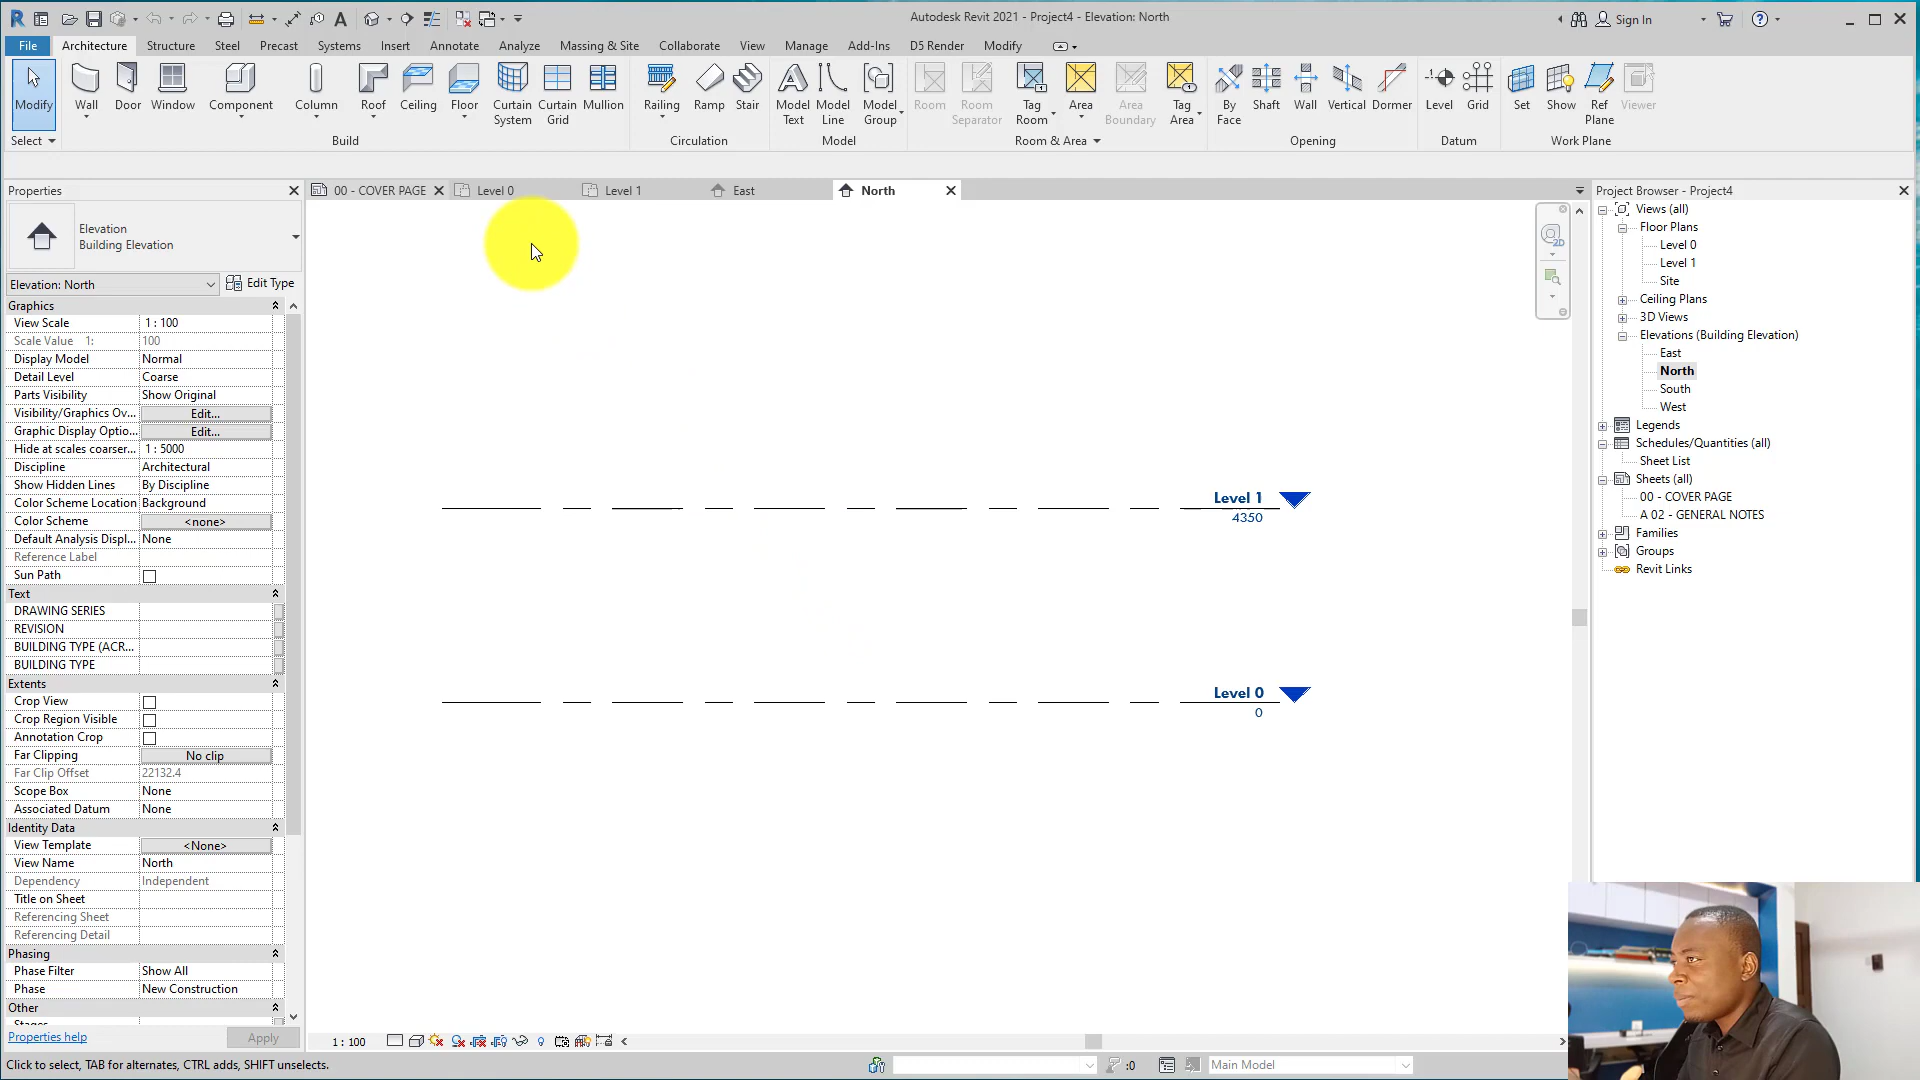 Autodesk Revit 2021 - Project4 - Elevation: North
Sign In
File Architecture Structure Steel Precast Systems Insert Annotate Analyze Massing & Site Collaborate View Manage Add-Ins D5 Render Modify
Modify Wall Door Window Component Column Roof Ceiling Floor Curtain System Curtain Grid Mullion Railing Ramp Stair Model Text Model Line Model Group Room Room Separator Tag Room Area Area Boundary Tag Area By Face Shaft Wall Vertical Dormer Level Grid Set Show Ref Plane Viewer
Select Build Circulation Model Room & Area Opening Datum Work Plane
Properties
00 - COVER PAGE
Level 0
Level 1
East
North
Project Browser - Project4
Elevation
Building Elevation
Elevation: North
Edit Type
Graphics
View Scale 1 : 100
Scale Value 1: 100
Display Model Normal
Detail Level Coarse
Parts Visibility Show Original
Visibility/Graphics Ov... Edit...
Graphic Display Optio... Edit...
Hide at scales coarser... 1 : 5000
Discipline Architectural
Show Hidden Lines By Discipline
Color Scheme Location Background
Color Scheme <none>
Default Analysis Displ... None
Reference Label
Sun Path
Text
DRAWING SERIES
REVISION
BUILDING TYPE (ACR...
BUILDING TYPE
Extents
Crop View
Crop Region Visible
Annotation Crop
Far Clipping No clip
Far Clip Offset 22132.4
Scope Box None
Associated Datum None
Identity Data
View Template <None>
View Name North
Dependency Independent
Title on Sheet
Referencing Sheet
Referencing Detail
Phasing
Phase Filter Show All
Phase New Construction
Other
Properties help
Apply
Level 1
4350
Level 0
0
2D
Views (all)
Floor Plans
Level 0
Level 1
Site
Ceiling Plans
3D Views
Elevations (Building Elevation)
East
North
South
West
Legends
Schedules/Quantities (all)
Sheet List
Sheets (all)
00 - COVER PAGE
A 02 - GENERAL NOTES
Families
Groups
Revit Links
1 : 100
Click to select, TAB for alternates, CTRL adds, SHIFT unselects.
:0
Main Model